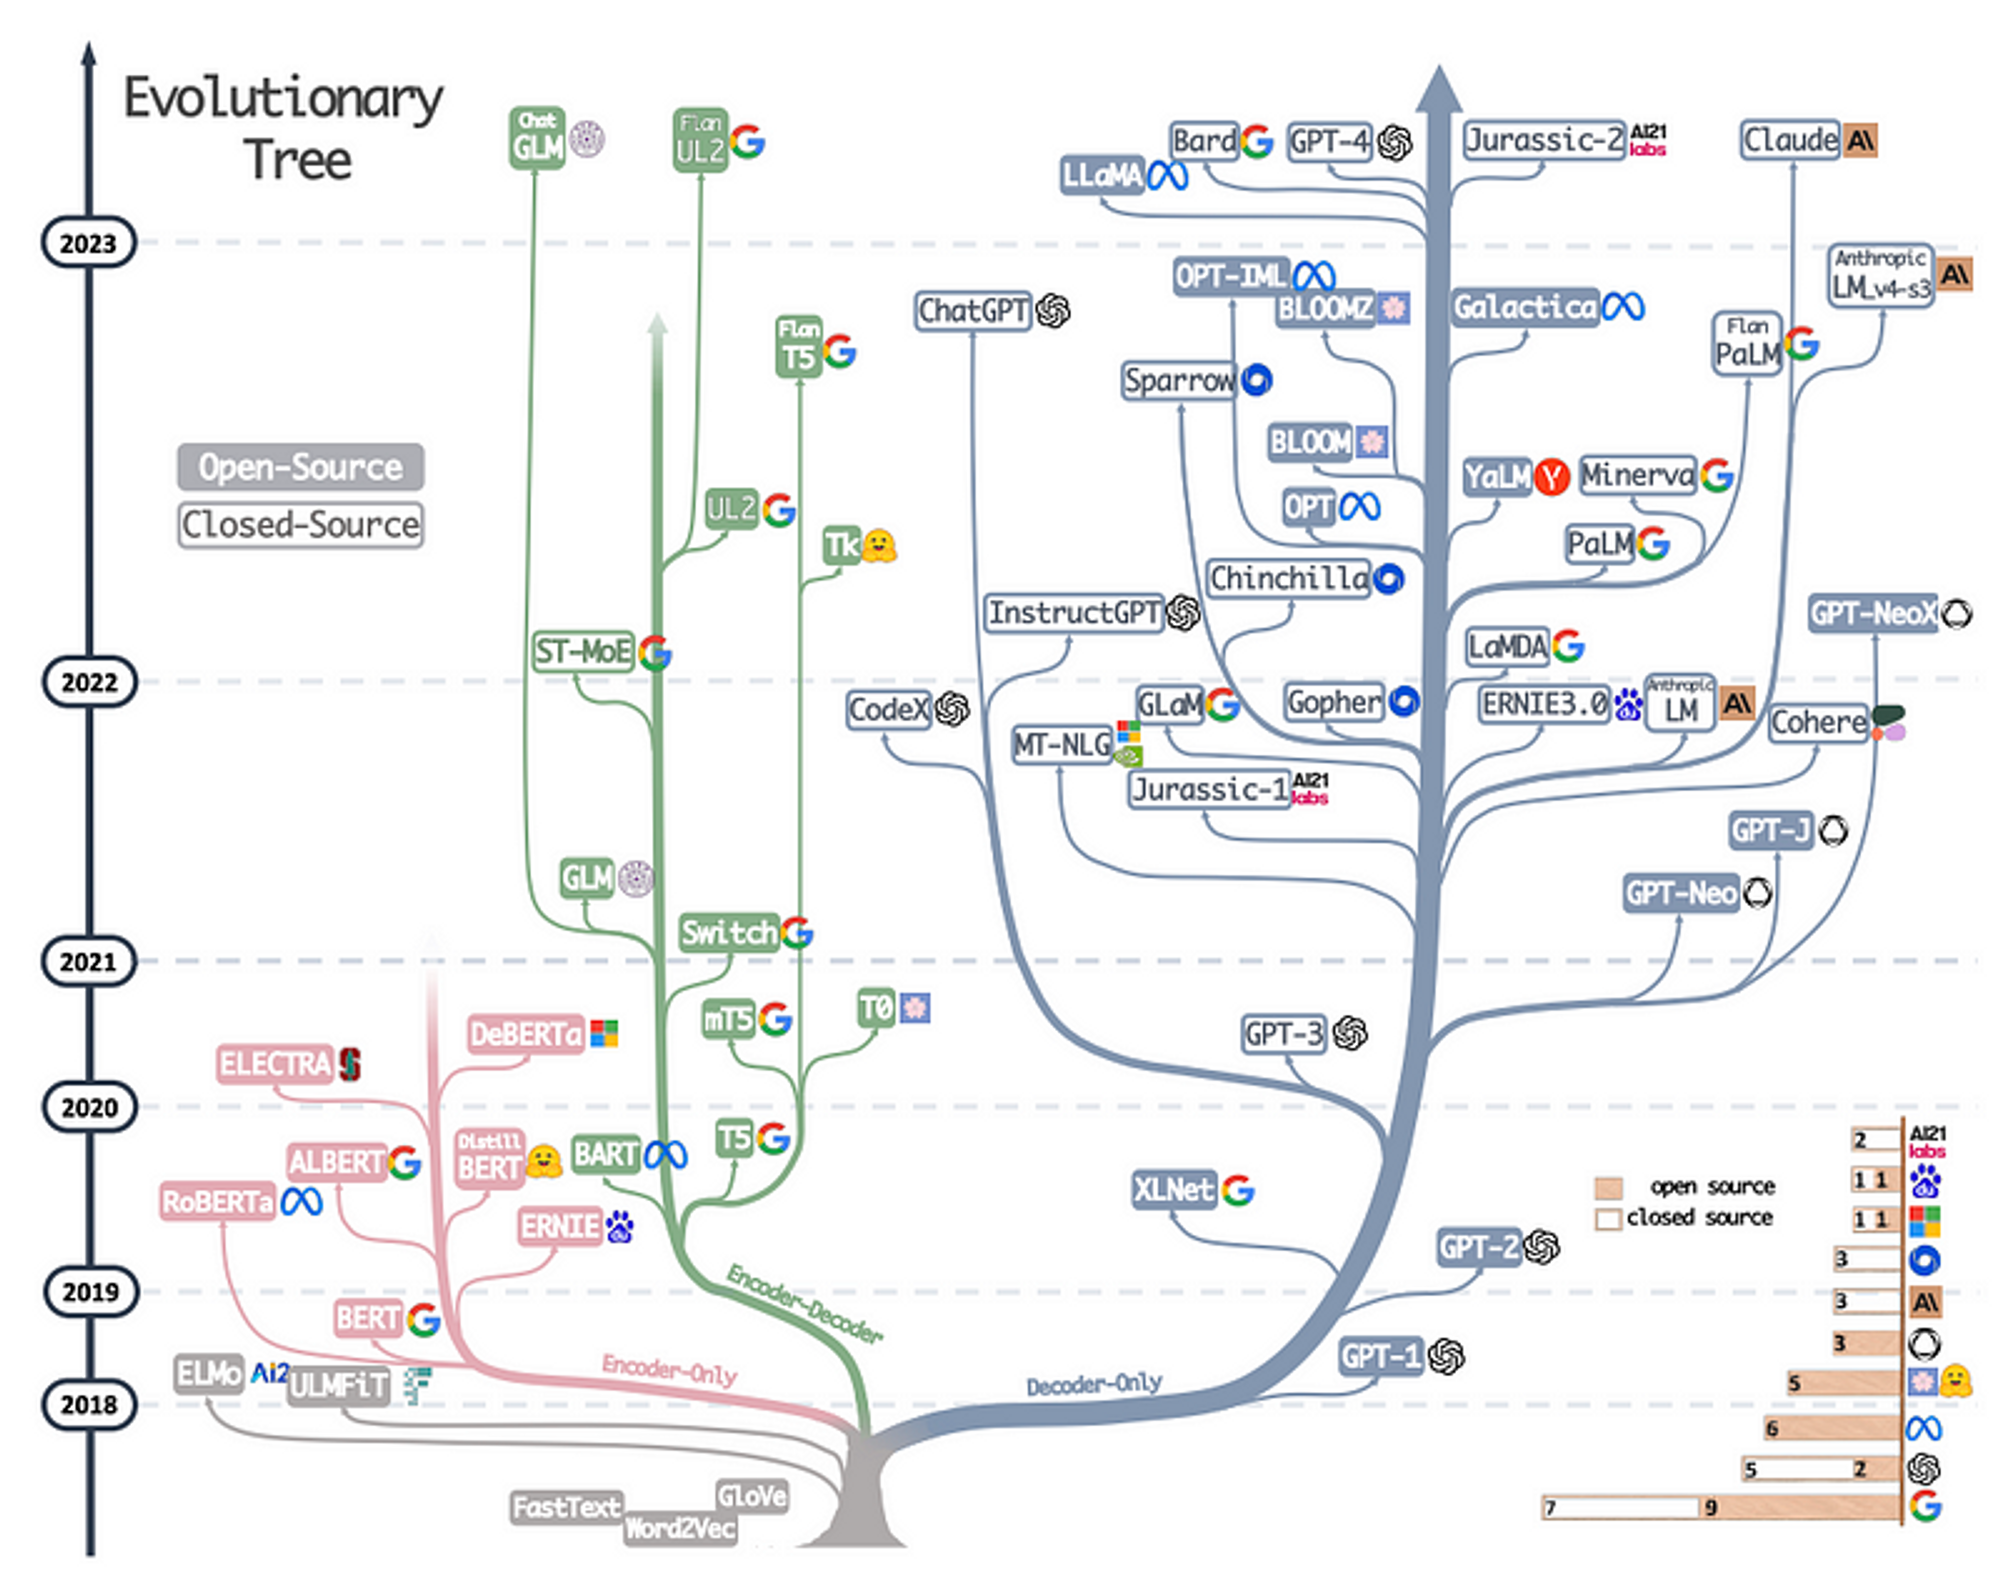 Evolutionary
Tree
2023
2022
2021
2020
2019
2018
Open-Source
Closed-Source
Chat
GLM
Flan
UL2
Flan
T5
UL2
Tk
ST-MoE
GLM
Switch
mT5
T0
T5
BART
DeBERTa
ELECTRA
ALBERT
Distill
BERT
RoBERTa
ERNIE
BERT
ELMo
AI2
ULMFiT
FastText
Word2Vec
GloVe
Encoder-Only
Encoder-Decoder
Decoder-Only
Bard
GPT-4
Jurassic-2
AI21
labs
Claude
A\
LLaMA
OPT-IML
BLOOMZ
Galactica
Anthropic
LM_v4-s3
A\
ChatGPT
Flan
PaLM
Sparrow
BLOOM
YaLM
Y
Minerva
OPT
PaLM
Chinchilla
InstructGPT
GPT-NeoX
LaMDA
CodeX
GLaM
Gopher
ERNIE3.0
du
Anthropic
LM
A\
Cohere
MT-NLG
Jurassic-1
AI21
labs
GPT-J
GPT-Neo
GPT-3
XLNet
GPT-2
GPT-1
open source
closed source
2
AI21
labs
1 1
du
1 1
3
3
A\
3
5
6
5 2
7 9